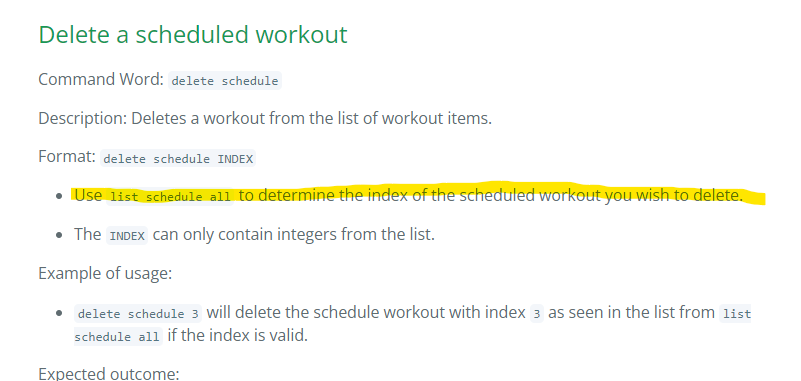 Delete a scheduled workout
Command Word: delete schedule
Description: Deletes a workout from the list of workout items.
Format: delete schedule INDEX
Use list schedule all to determine the index of the scheduled workout you wish to delete.
The INDEX can only contain integers from the list.
Example of usage:
delete schedule 3 will delete the schedule workout with index 3 as seen in the list from list
schedule all if the index is valid.
Expected outcome: